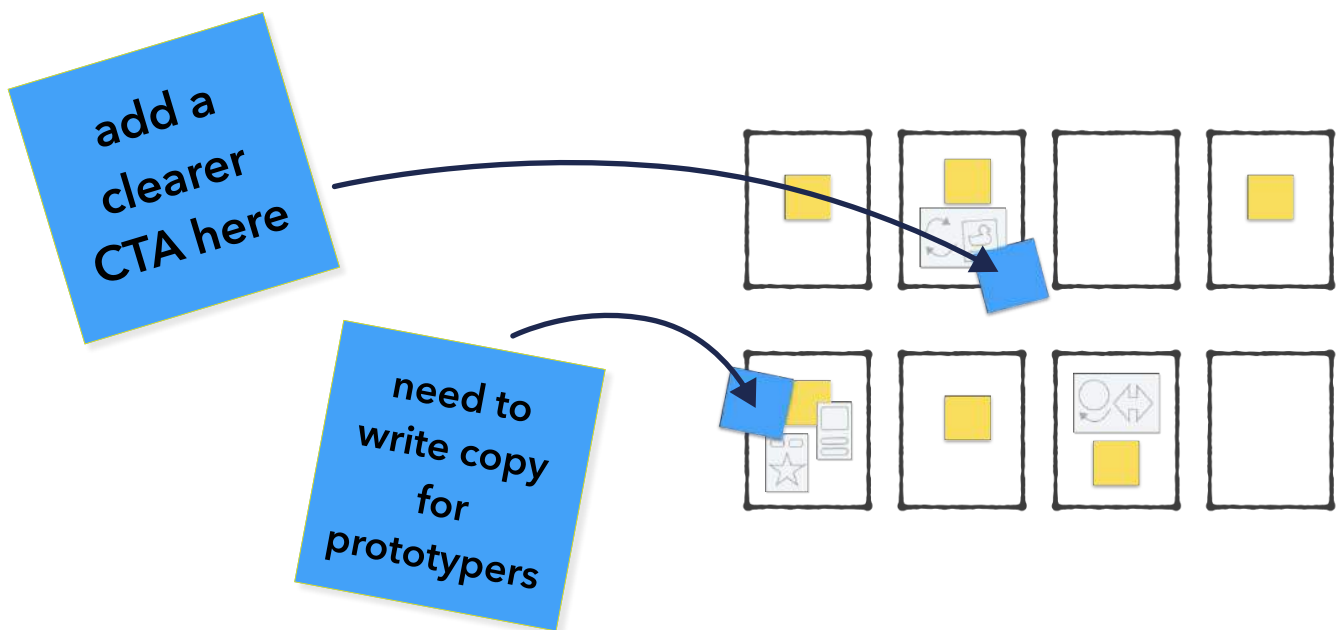 add a
clearer
CTA here
need to
write copy
for
prototypers